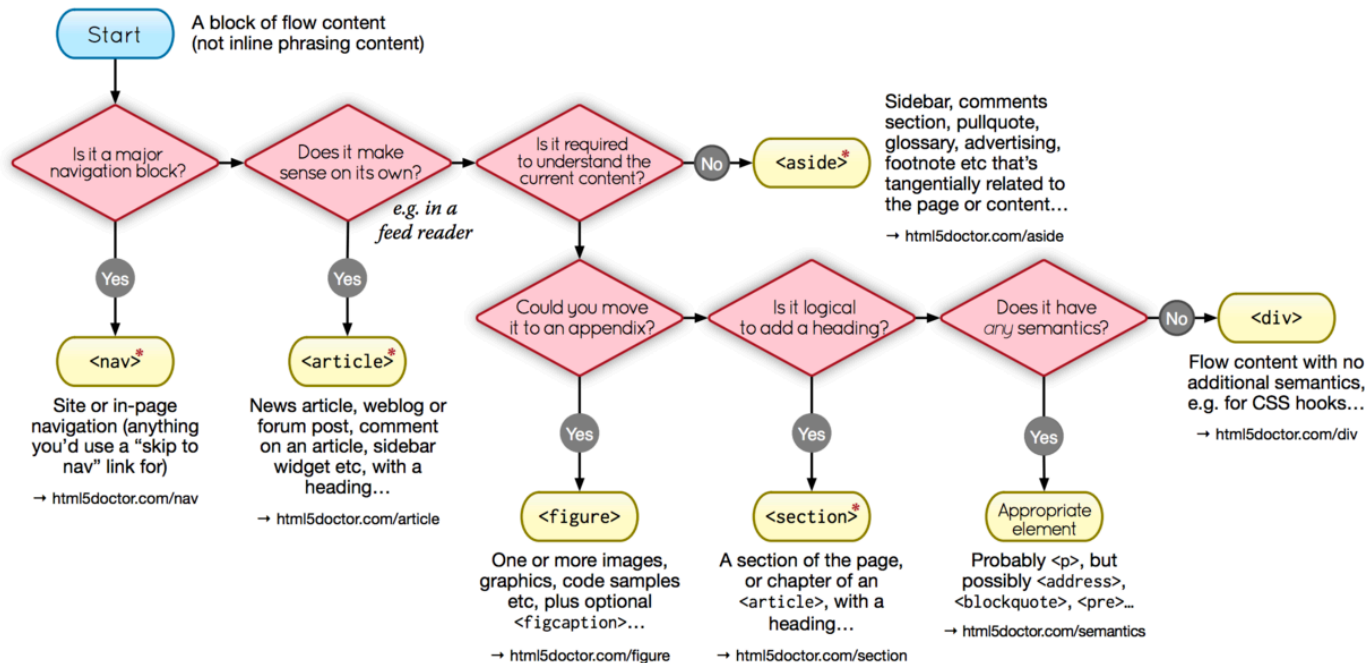 Start
A block of flow content
(not inline phrasing content)
Is it a major
navigation block?
Does it make
sense on its own?
e.g. in a
feed reader
Is it required
to understand the
current content?
No
<aside>*
Sidebar, comments
section, pullquote,
glossary, advertising,
footnote etc that's
tangentially related to
the page or content…
→ html5doctor.com/aside
Yes
<nav>*
Site or in-page
navigation (anything
you'd use a “skip to
nav” link for)
→ html5doctor.com/nav
Yes
<article>*
News article, weblog or
forum post, comment
on an article, sidebar
widget etc, with a
heading…
→ html5doctor.com/article
Could you move
it to an appendix?
Is it logical
to add a heading?
Does it have
any semantics?
No
<div>
Flow content with no
additional semantics,
e.g. for CSS hooks…
→ html5doctor.com/div
Yes
<figure>
One or more images,
graphics, code samples
etc, plus optional
<figcaption>…
→ html5doctor.com/figure
Yes
<section>*
A section of the page,
or chapter of an
<article>, with a
heading…
→ html5doctor.com/section
Yes
Appropriate
element
Probably <p>, but
possibly <address>,
<blockquote>, <pre>…
→ html5doctor.com/semantics